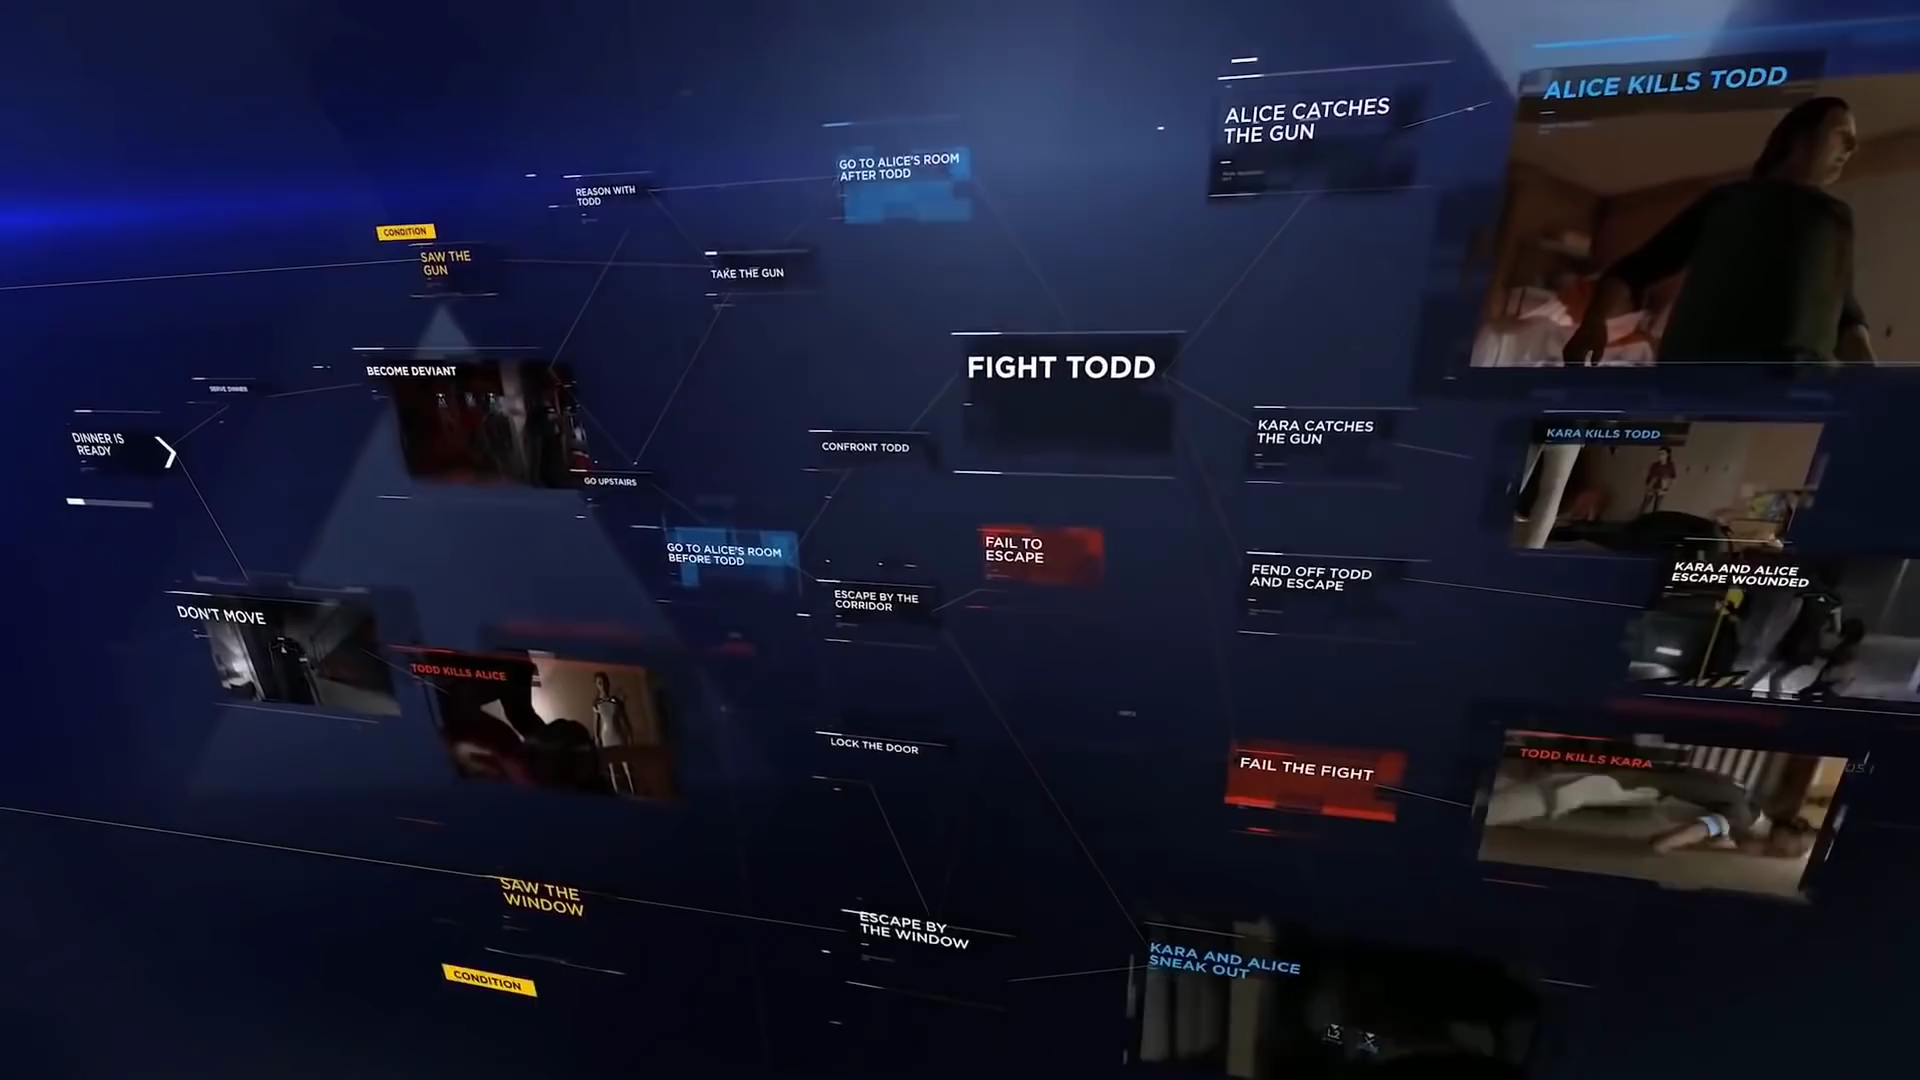 ALICE KILLS TODD
ALICE CATCHES
THE GUN
GO TO ALICE'S ROOM
AFTER TODD
REASON WITH
TODD
CONDITION
SAW THE
GUN
TAKE THE GUN
BECOME DEVIANT
FIGHT TODD
SERVE DINNER
DINNER IS
READY
CONFRONT TODD
KARA CATCHES
THE GUN
KARA KILLS TODD
GO UPSTAIRS
GO TO ALICE'S ROOM
BEFORE TODD
FAIL TO
ESCAPE
ESCAPE BY THE
CORRIDOR
FEND OFF TODD
AND ESCAPE
KARA AND ALICE
ESCAPE WOUNDED
DON'T MOVE
TODD KILLS ALICE
LOCK THE DOOR
FAIL THE FIGHT
TODD KILLS KARA
SAW THE
WINDOW
CONDITION
ESCAPE BY
THE WINDOW
KARA AND ALICE
SNEAK OUT
L2